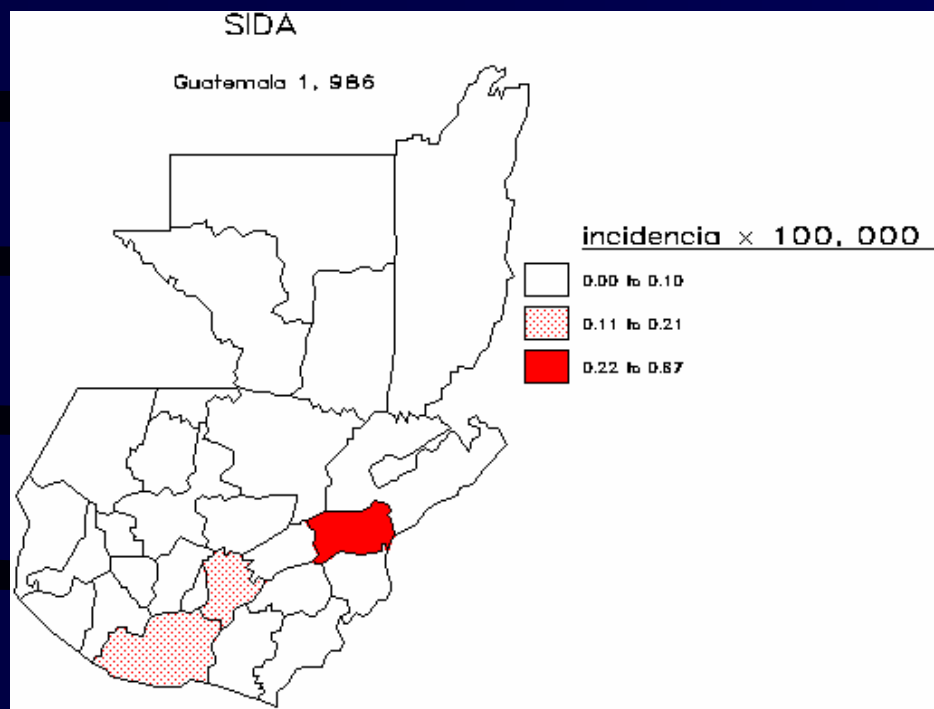 SIDA
Guatemala 1, 986
incidencia × 100, 000
0.00 to 0.10
0.11 to 0.21
0.22 to 0.67